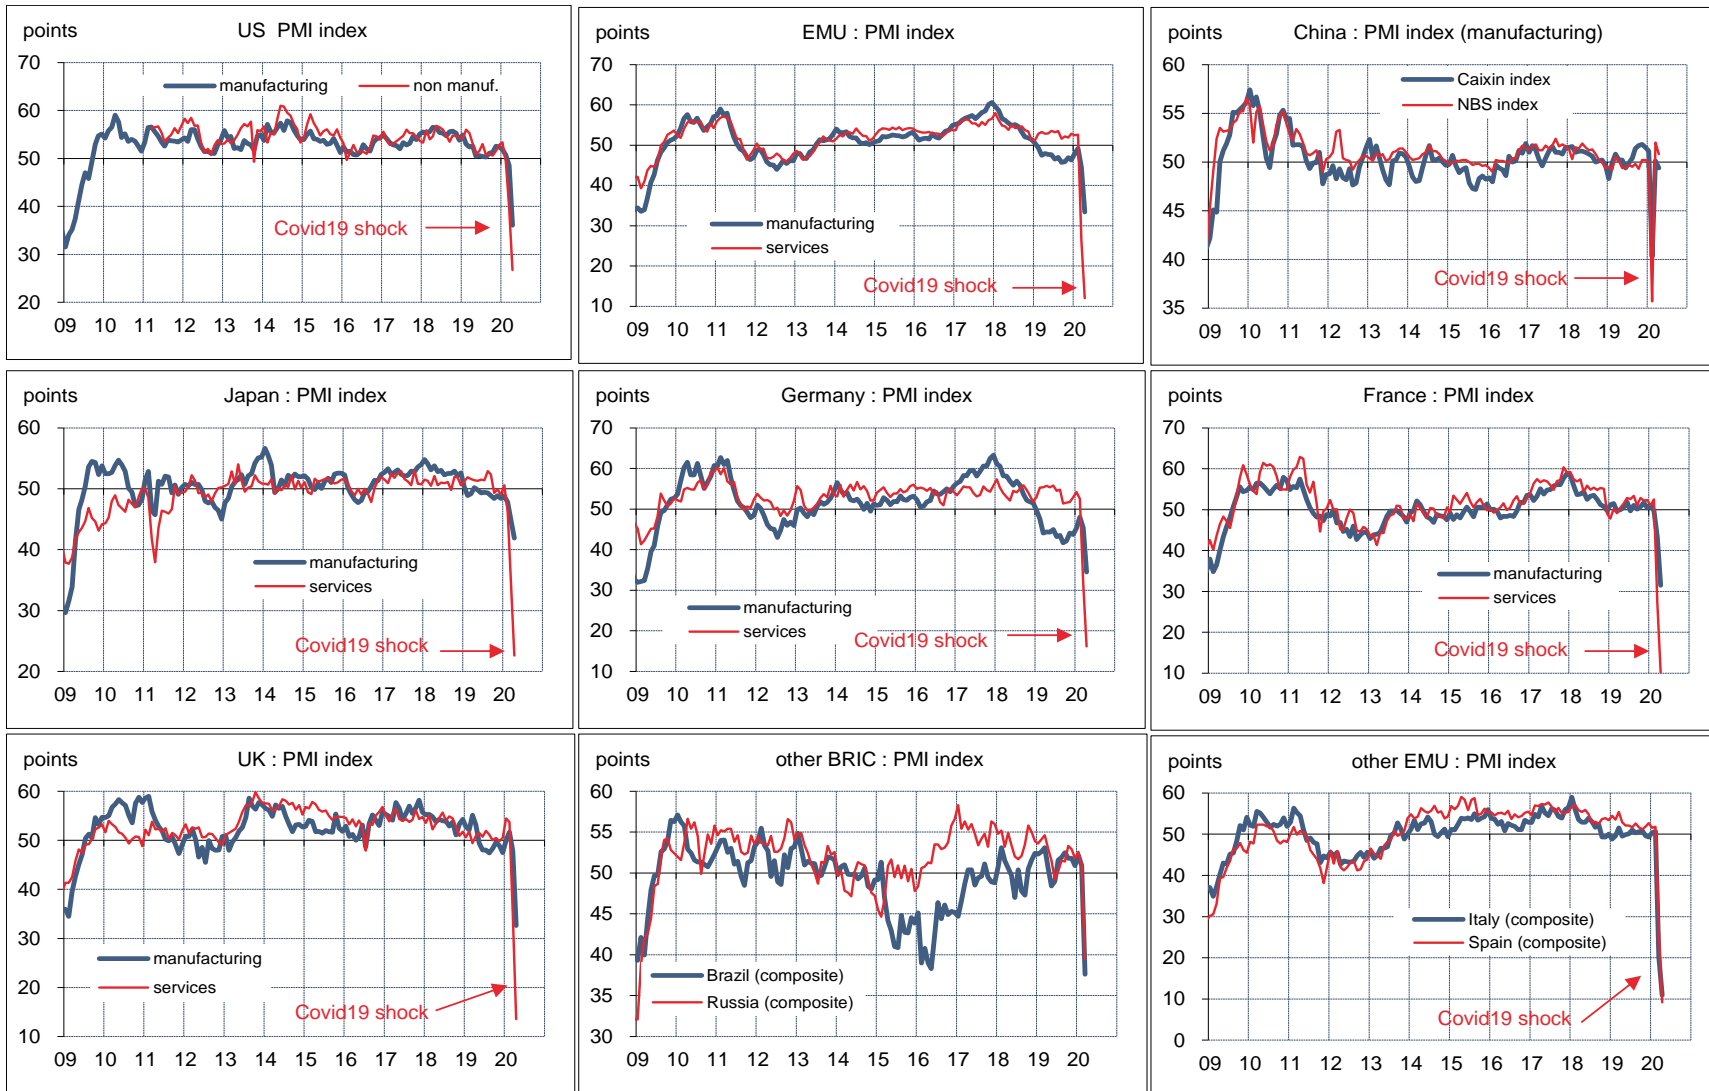 points US PMI index
70
60
50
40
30
20
manufacturing non manuf.
Covid19 shock
09 10 11 12 13 14 15 16 17 18 19 20
points EMU : PMI index
70
60
50
40
30
20
10
manufacturing
services
Covid19 shock
09 10 11 12 13 14 15 16 17 18 19 20
points China : PMI index (manufacturing)
60
55
50
45
40
35
Caixin index
NBS index
Covid19 shock
09 10 11 12 13 14 15 16 17 18 19 20
points Japan : PMI index
60
50
40
30
20
manufacturing
services
Covid19 shock
09 10 11 12 13 14 15 16 17 18 19 20
points Germany : PMI index
70
60
50
40
30
20
10
manufacturing
services
Covid19 shock
09 10 11 12 13 14 15 16 17 18 19 20
points France : PMI index
70
60
50
40
30
20
10
manufacturing
services
Covid19 shock
09 10 11 12 13 14 15 16 17 18 19 20
points UK : PMI index
60
50
40
30
20
10
manufacturing
services
Covid19 shock
09 10 11 12 13 14 15 16 17 18 19 20
points other BRIC : PMI index
60
55
50
45
40
35
30
Brazil (composite)
Russia (composite)
09 10 11 12 13 14 15 16 17 18 19 20
points other EMU : PMI index
60
50
40
30
20
10
0
Italy (composite)
Spain (composite)
Covid19 shock
09 10 11 12 13 14 15 16 17 18 19 20